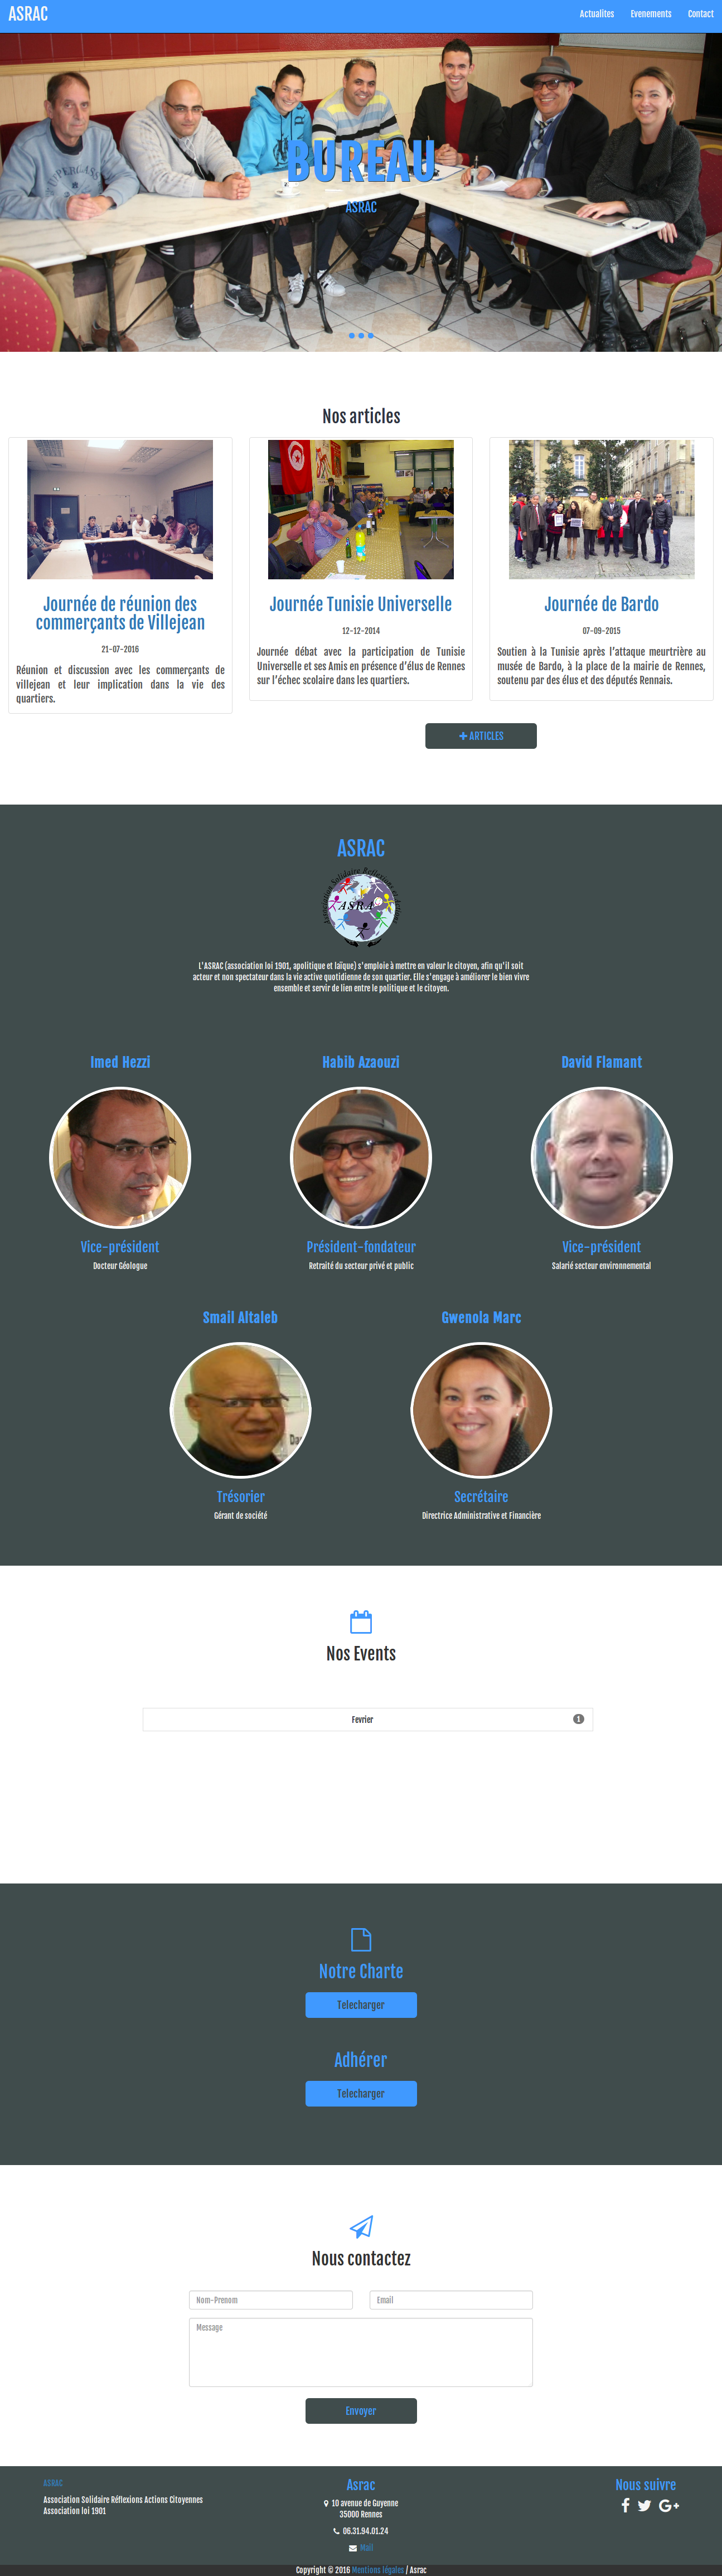 ASRAC
Actualites Evenements Contact
BUREAU
ASRAC
Nos articles
Journée de réunion des
commerçants de Villejean
21-07-2016
Réunion et discussion avec les commerçants de
villejean et leur implication dans la vie des
quartiers.
Journée Tunisie Universelle
12-12-2014
Journée débat avec la participation de Tunisie
Universelle et ses Amis en présence d'élus de Rennes
sur l'échec scolaire dans les quartiers.
Journée de Bardo
07-09-2015
Soutien à la Tunisie après l'attaque meurtrière au
musée de Bardo, à la place de la mairie de Rennes,
soutenu par des élus et des députés Rennais.
ARTICLES
ASRAC
ASRAC
L'ASRAC (association loi 1901, apolitique et laïque) s'emploie à mettre en valeur le citoyen, afin qu'il soit
acteur et non spectateur dans la vie active quotidienne de son quartier. Elle s'engage à améliorer le bien vivre
ensemble et servir de lien entre le politique et le citoyen.
Imed Hezzi
Vice-président
Docteur Géologue
Habib Azaouzi
Président-fondateur
Retraité du secteur privé et public
David Flamant
Vice-président
Salarié secteur environnemental
Smail Altaleb
Trésorier
Gérant de société
Gwenola Marc
Secrétaire
Directrice Administrative et Financière
Nos Events
Fevrier 1
Notre Charte
Telecharger
Adhérer
Telecharger
Nous contactez
Nom-Prenom
Email
Message
Envoyer
ASRAC
Association Solidaire Réflexions Actions Citoyennes
Association loi 1901
Asrac
10 avenue de Guyenne
35000 Rennes
06.31.94.01.24
Mail
Nous suivre
Copyright © 2016 Mentions légales / Asrac